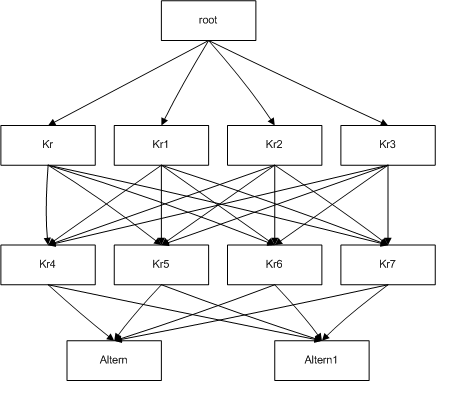 root
Kr
Kr1
Kr2
Kr3
Kr4
Kr5
Kr6
Kr7
Altern
Altern1